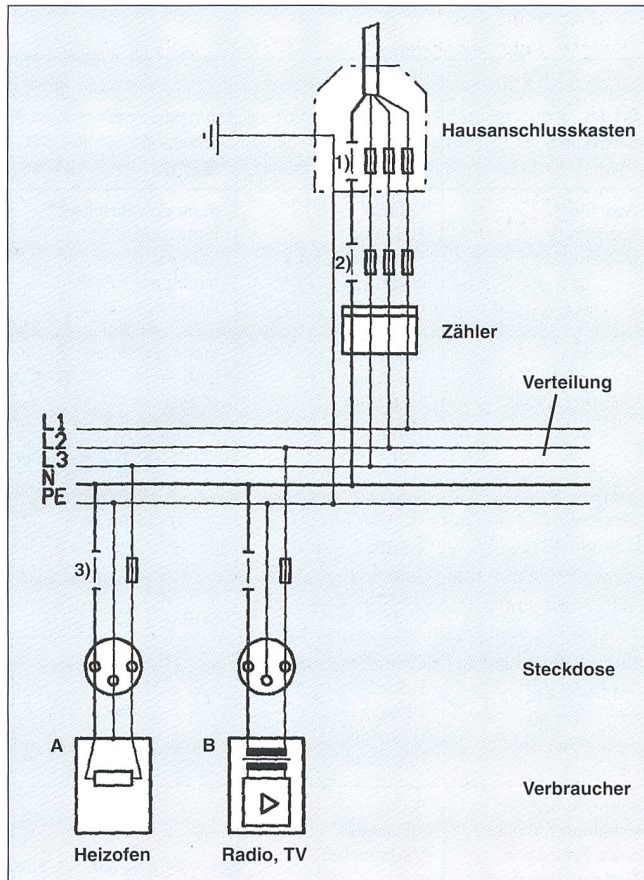 Hausanschlusskasten
1)
2)
Zähler
Verteilung
L1
L2
L3
N
PE
3)
Steckdose
A
B
Verbraucher
Heizofen
Radio, TV